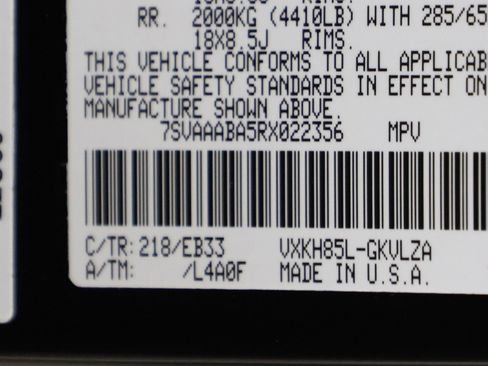 RR. 2000KG (4410LB) WITH 285/65
18X8.5J RIMS.
THIS VEHICLE CONFORMS TO ALL APPLICAB
VEHICLE SAFETY STANDARDS IN EFFECT ON
MANUFACTURE SHOWN ABOVE.
7SVAAABA5RX022356 MPV
C/TR: 218/EB33 VXKH85L-GKVLZA
A/TM: /L4A0F MADE IN U.S.A.